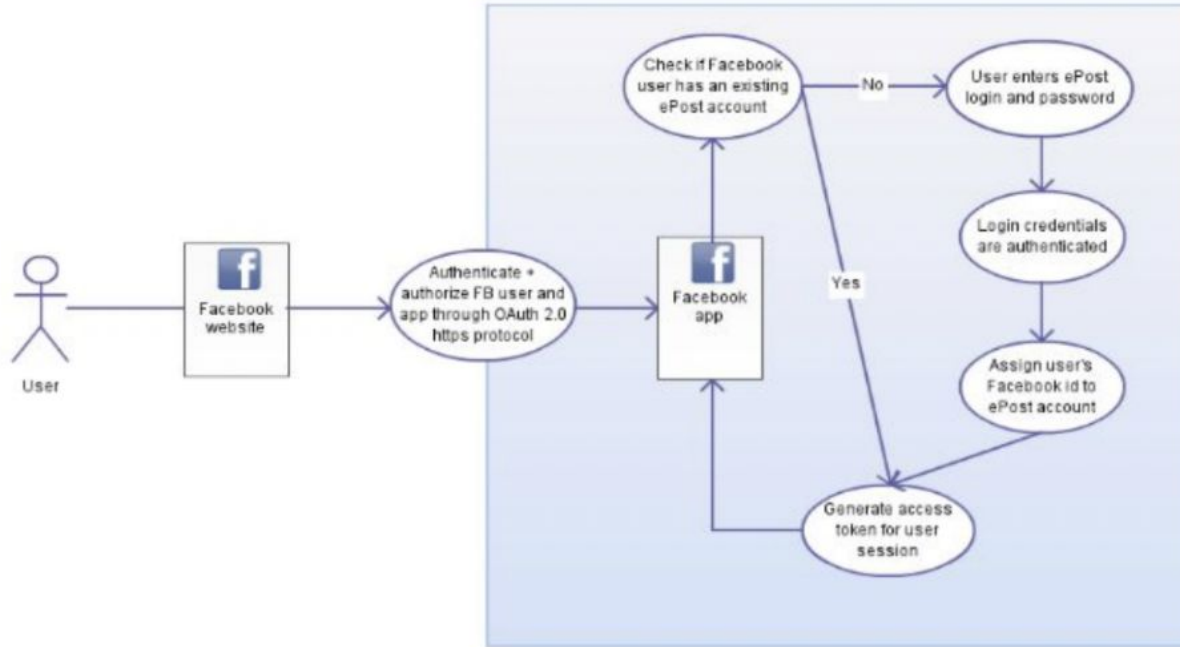 Check if Facebook
user has an existing
ePost account
No
User enters ePost
login and password
Login credentials
are authenticated
f
Facebook
website
Authenticate +
authorize FB user and
app through OAuth 2.0
https protocol
f
Facebook
app
Yes
User
Assign user's
Facebook id to
ePost account
Generate access
token for user
session